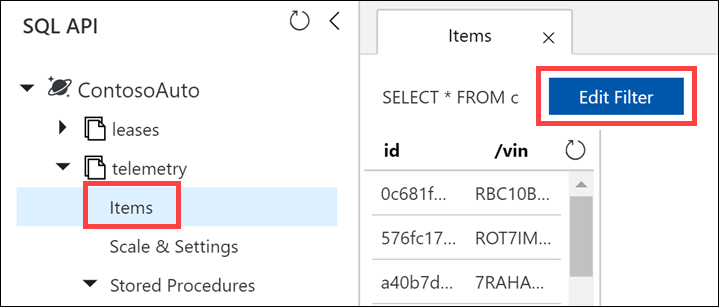 SQL API
ContosoAuto
leases
telemetry
Items
Scale & Settings
Stored Procedures
Items
SELECT * FROM c
Edit Filter
id /vin
0c681f... RBC10B...
576fc17... ROT7IM...
a40b7d... 7RAHA...